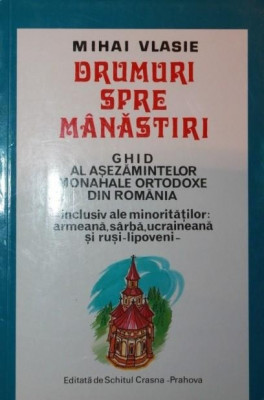 MIHAI VLASIE
DRUMURI
SPRE
MÂNĂSTIRI
GHID
AL AȘEZĂMINTELOR
MONAHALE ORTODOXE
DIN ROMÂNIA
-inclusiv ale minorităților:
armeană, sârbă, ucraineană
și ruși-lipoveni-
Editată de Schitul Crasna-Prahova